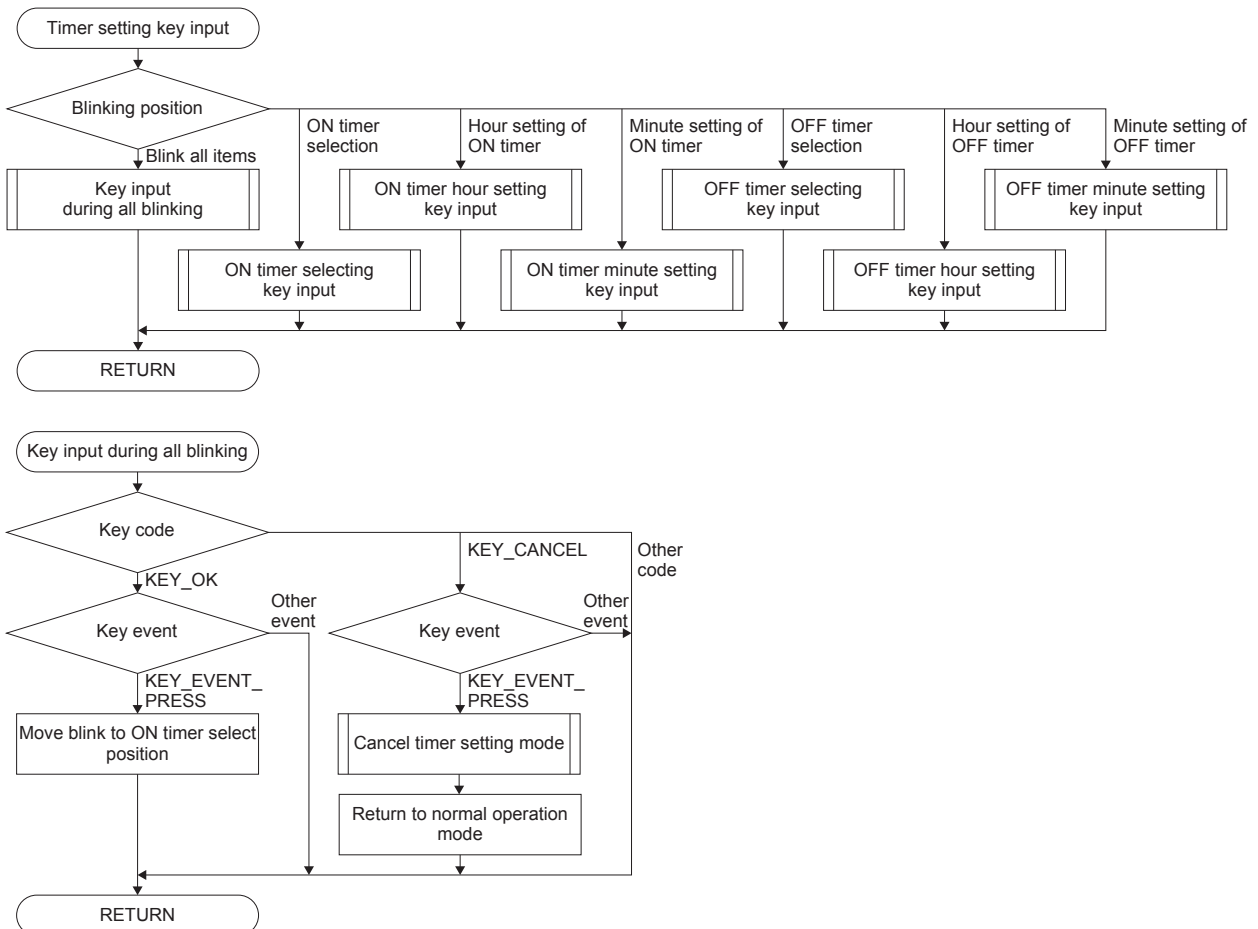 Timer setting key input
Blinking position
Blink all items
ON timer
selection
Hour setting of
ON timer
Minute setting of
ON timer
OFF timer
selection
Hour setting of
OFF timer
Minute setting of
OFF timer
Key input
during all blinking
ON timer hour setting
key input
OFF timer selecting
key input
OFF timer minute setting
key input
ON timer selecting
key input
ON timer minute setting
key input
OFF timer hour setting
key input
RETURN
Key input during all blinking
Key code
KEY_OK
KEY_CANCEL
Other
code
Key event
Other
event
Key event
Other
event
KEY_EVENT_
PRESS
KEY_EVENT_
PRESS
Move blink to ON timer select
position
Cancel timer setting mode
Return to normal operation
mode
RETURN